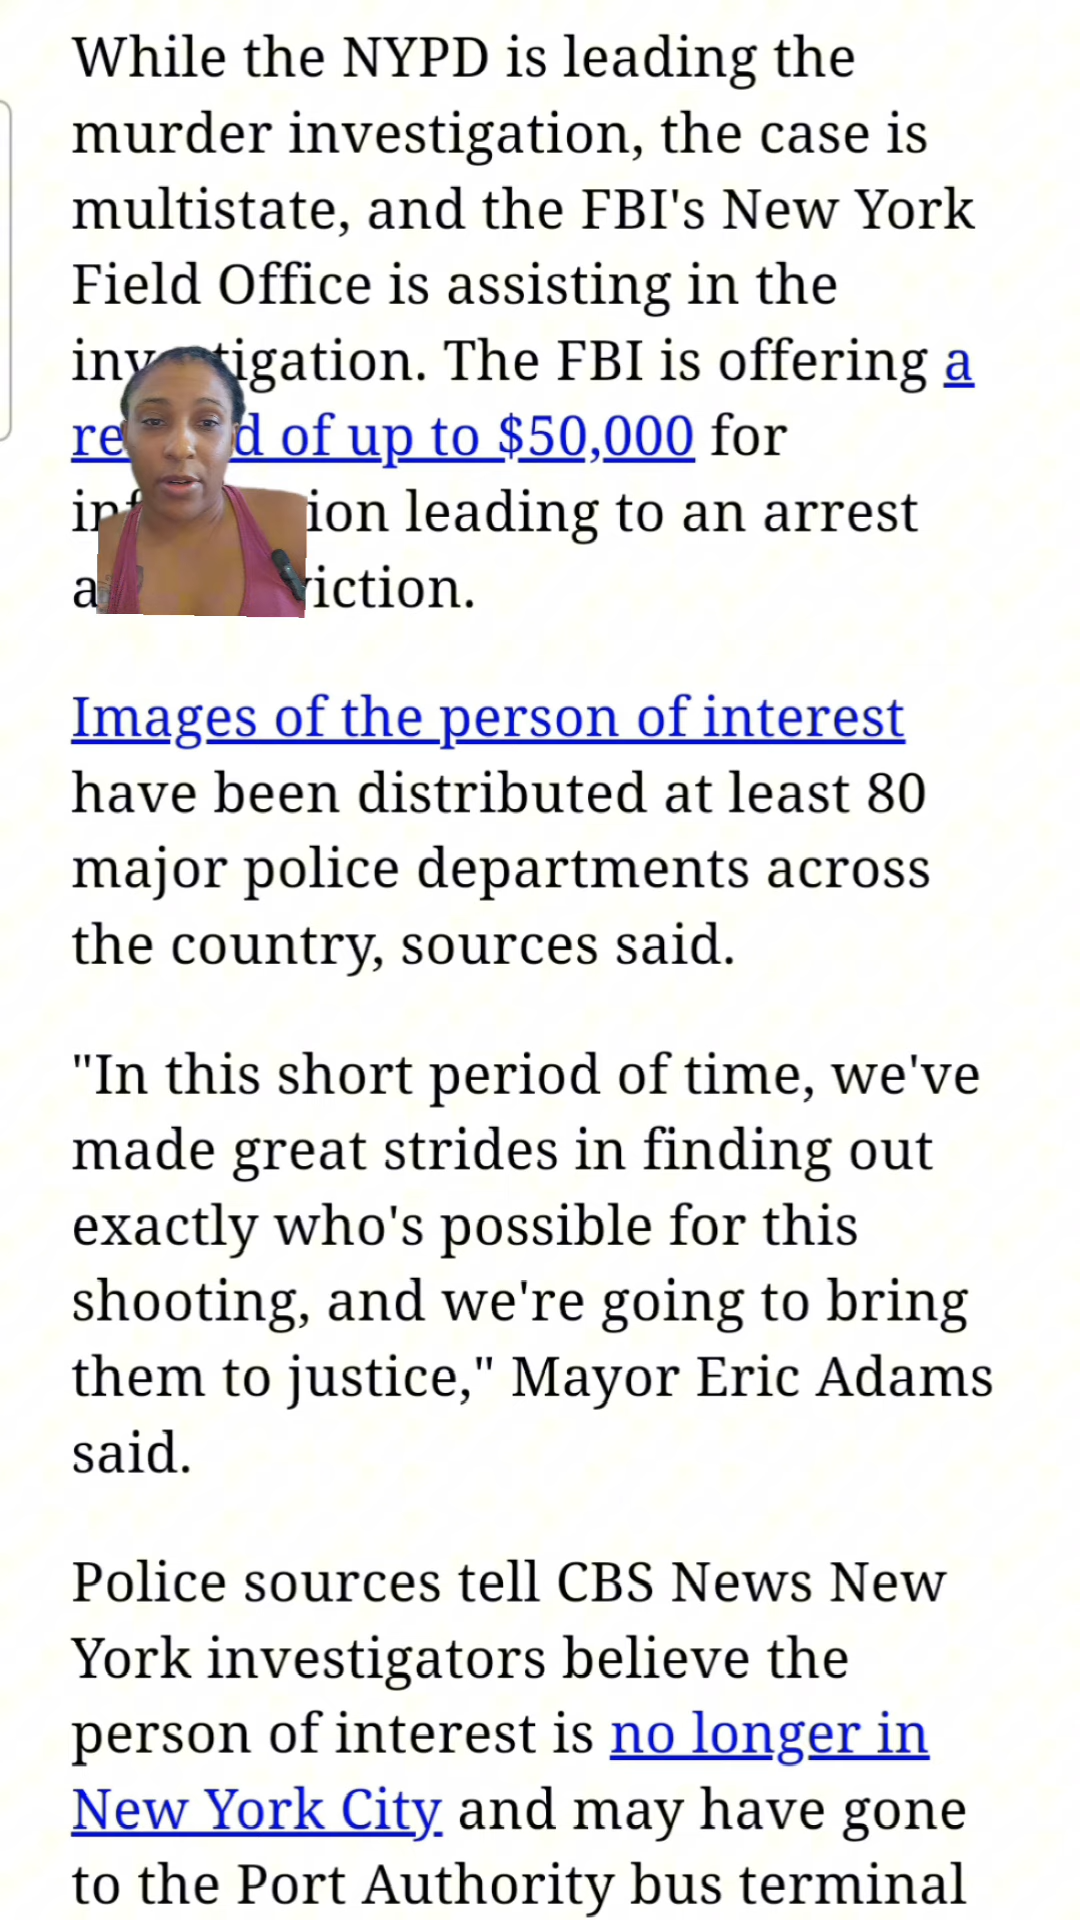 While the NYPD is leading the
murder investigation, the case is
multistate, and the FBI's New York
Field Office is assisting in the
tigation. The FBI is offering a
of up to $50,000 for
leading to an arrest
Images of the person of interest
have been distributed at least 80
major police departments across
the country, sources said.
"In this short period of time, we've
made great strides in finding out
exactly who's possible for this
shooting, and we're going to bring
them to justice," Mayor Eric Adams
said.
Police sources tell CBS News New
York investigators believe the
person of interest is no longer in
New York City and may have gone
to the Port Authority bus terminal